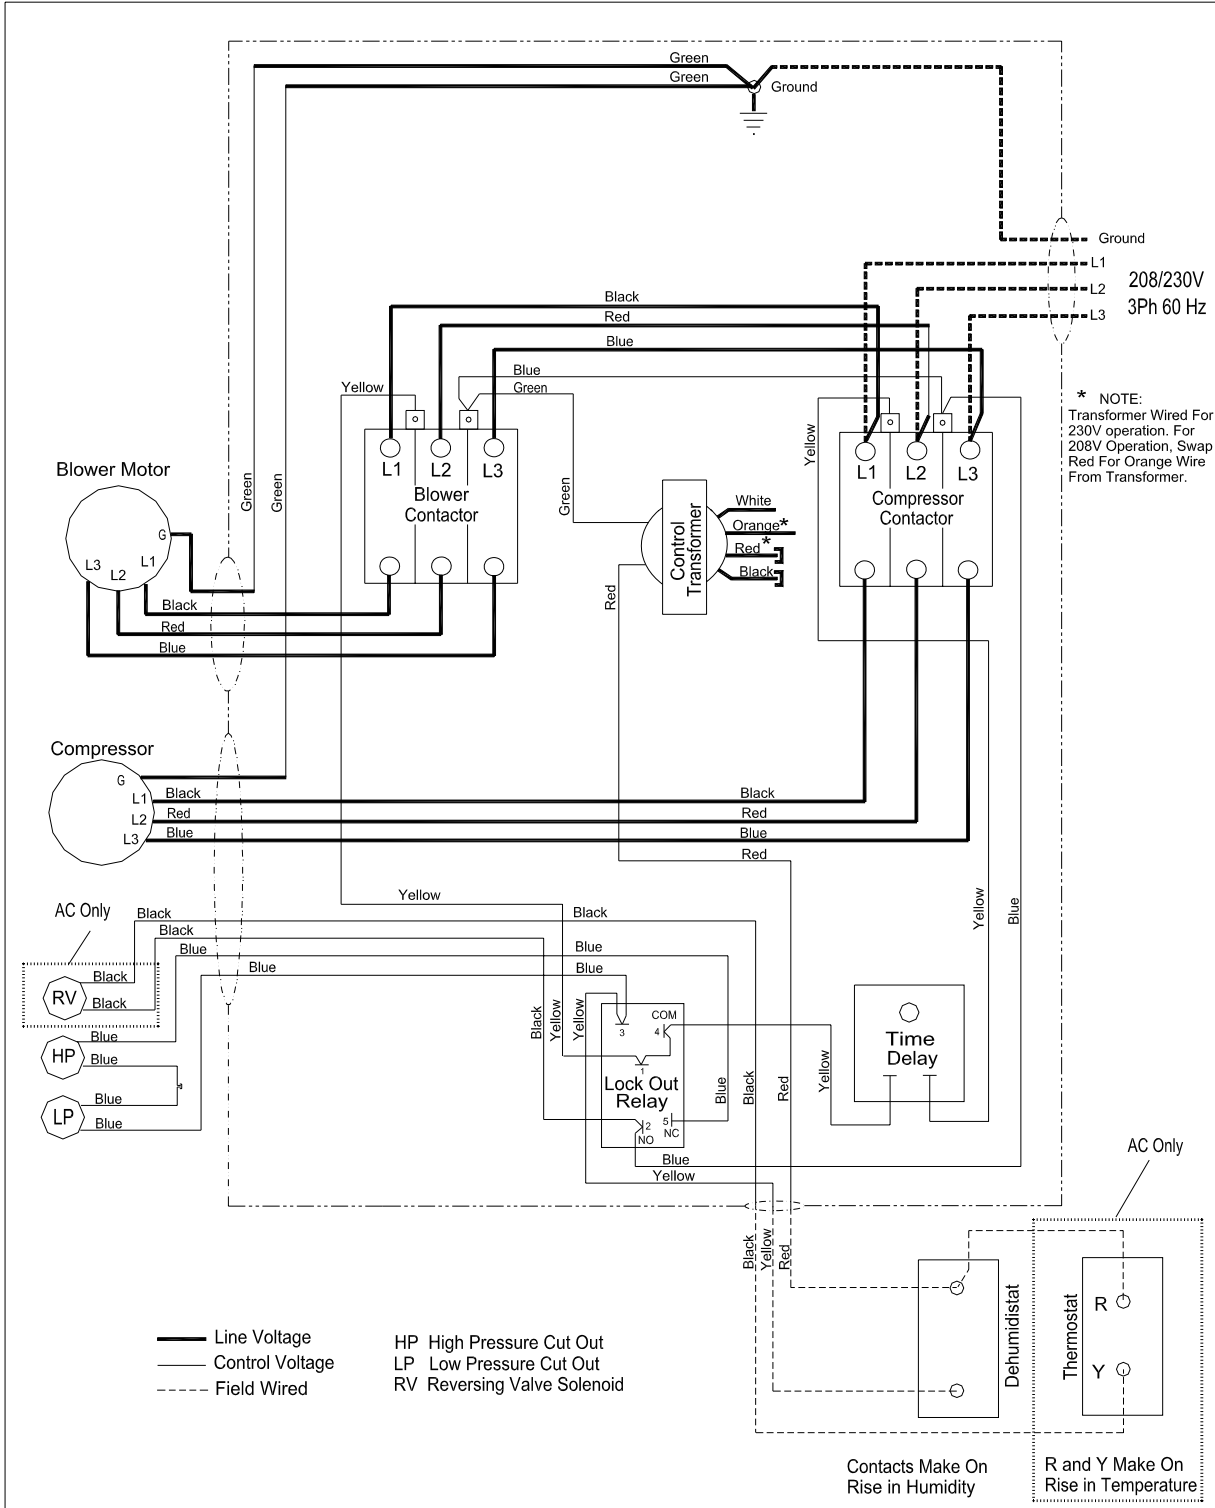 Green
Green
Ground
Ground
L1
L2
L3
208/230V
3Ph 60 Hz
Black
Red
Blue
Blue
Green
Yellow
* NOTE:
Transformer Wired For
230V operation. For
208V Operation, Swap
Red For Orange Wire
From Transformer.
Yellow
L1
L2
L3
Blower
Contactor
L1
L2
L3
Compressor
Contactor
Blower Motor
G
L3
L2
L1
Green
Green
Green
Control
Transformer
White
Orange*
Red*
Black
Red
Black
Red
Blue
Compressor
G
L1
L2
L3
Black
Red
Blue
Black
Red
Blue
Red
Yellow
Yellow
Blue
AC Only
Black
Black
Black
Blue
Blue
Blue
Blue
RV
Black
Black
HP
Blue
Blue
LP
Blue
Blue
Black
Yellow
Yellow
3
COM
4
1
Lock Out
Relay
2
NO
5
NC
Blue
Black
Red
Yellow
Time
Delay
Blue
Yellow
AC Only
Black
Yellow
Red
Dehumidistat
Thermostat
R
Y
Line Voltage
Control Voltage
Field Wired
HP High Pressure Cut Out
LP Low Pressure Cut Out
RV Reversing Valve Solenoid
Contacts Make On
Rise in Humidity
R and Y Make On
Rise in Temperature